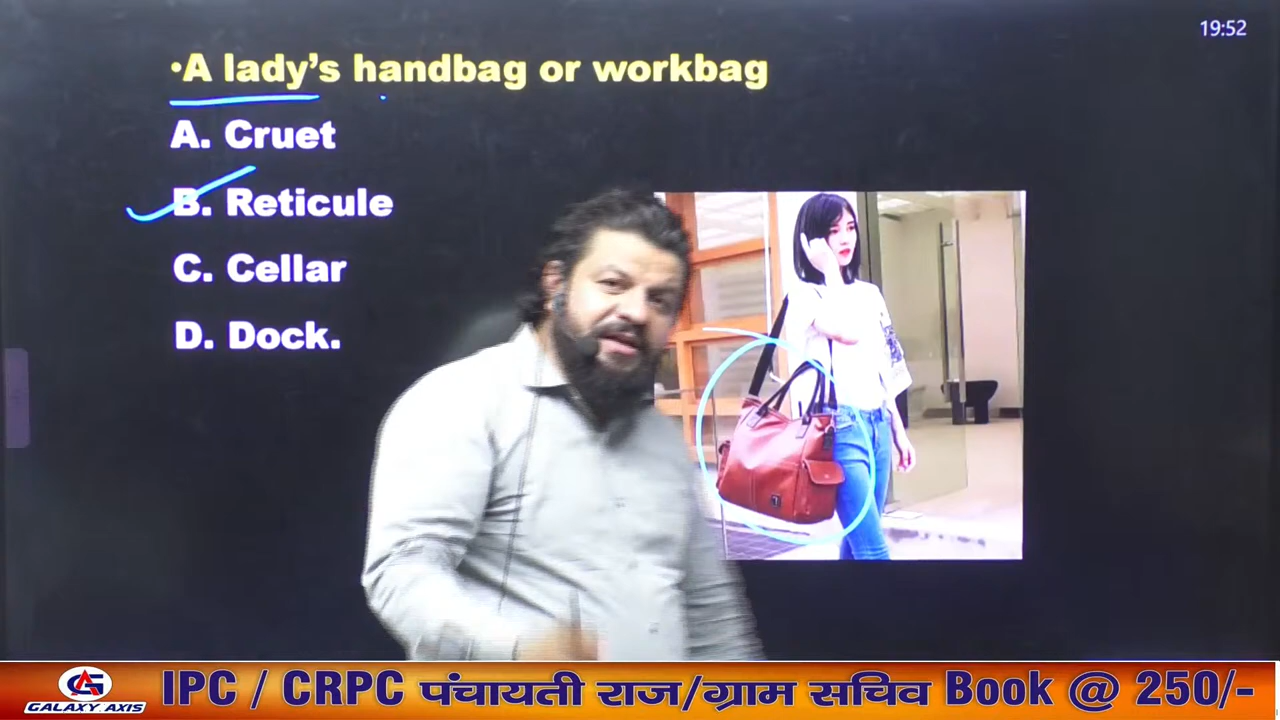 19:52
•A lady's handbag or workbag
A. Cruet
B. Reticule
C. Cellar
D. Dock.
GALAXY AXIS
IPC / CRPC पंचायती राज/ग्राम सचिव Book @ 250/-